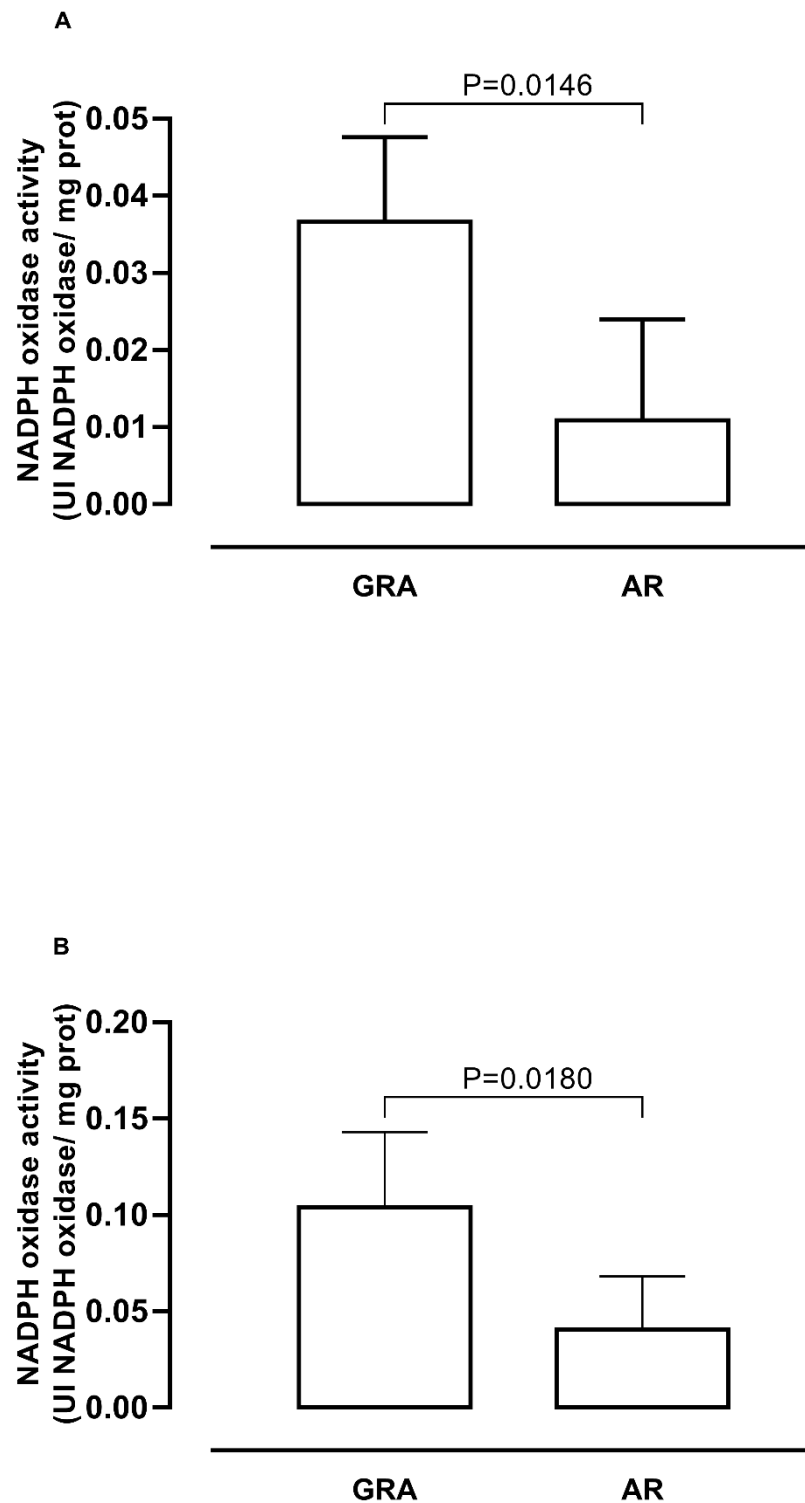 A
P=0.0146
NADPH oxidase activity
(UI NADPH oxidase/ mg prot)
0.05
0.04
0.03
0.02
0.01
0.00
GRA AR
B
P=0.0180
NADPH oxidase activity
(UI NADPH oxidase/ mg prot)
0.20
0.15
0.10
0.05
0.00
GRA AR